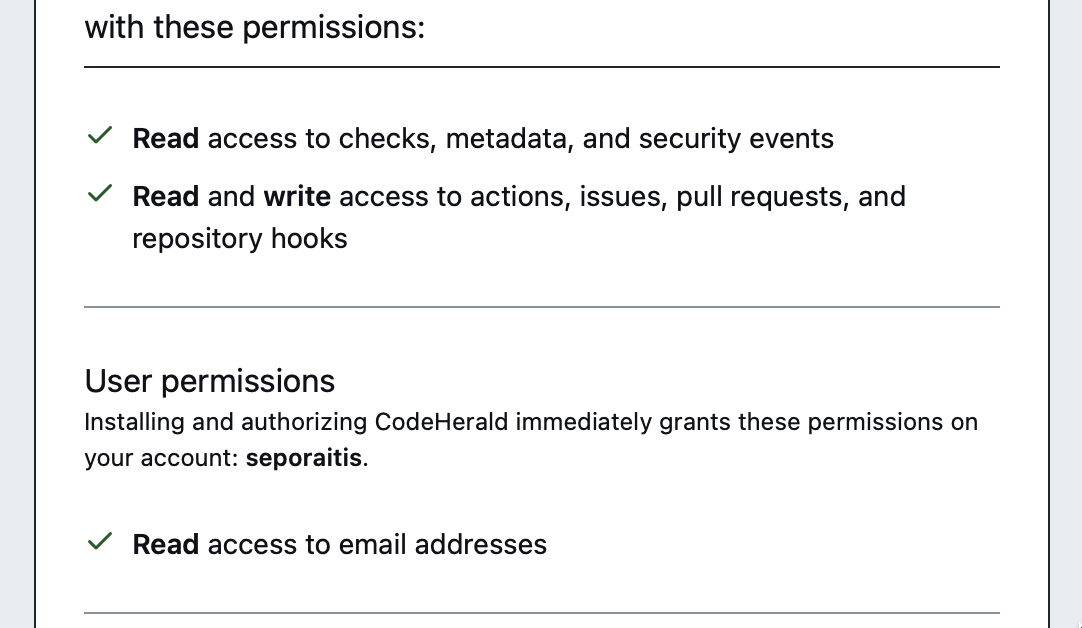 with these permissions:
Read access to checks, metadata, and security events
Read and write access to actions, issues, pull requests, and
repository hooks
User permissions
Installing and authorizing CodeHerald immediately grants these permissions on
your account: seporaitis.
Read access to email addresses